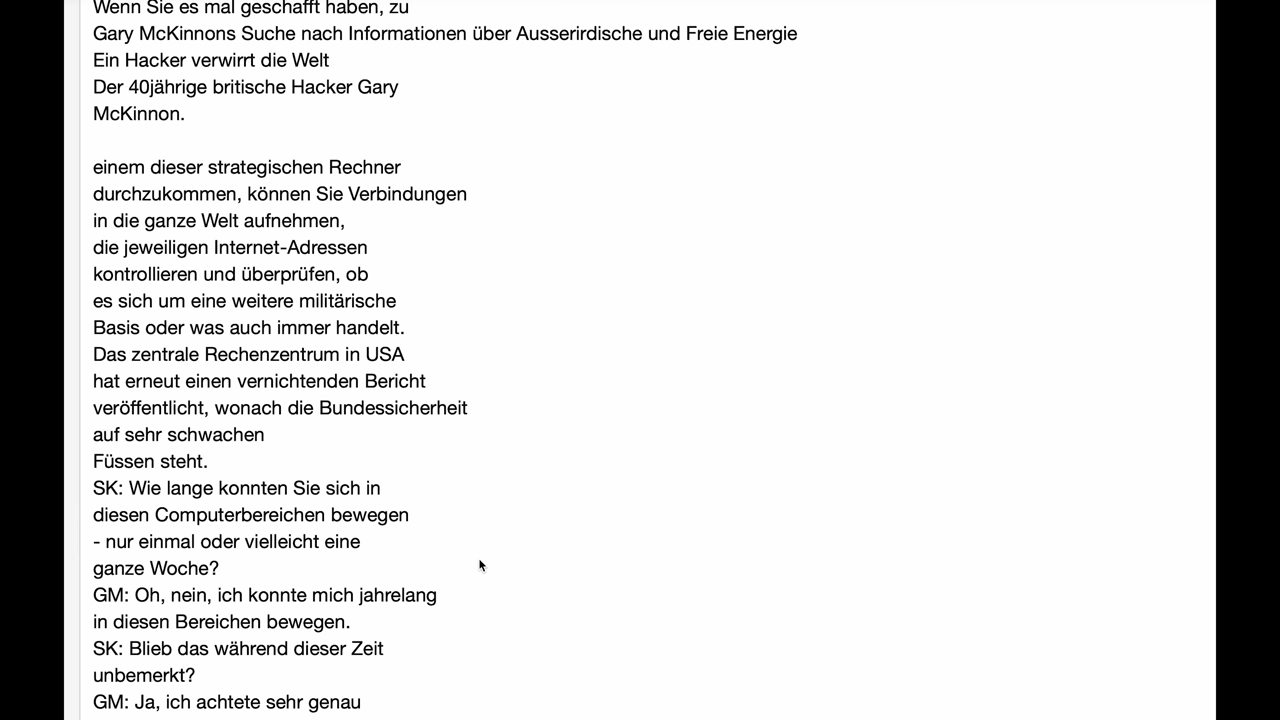 Wenn Sie es mal geschafft haben, zu
Gary McKinnons Suche nach Informationen über Ausserirdische und Freie Energie
Ein Hacker verwirrt die Welt
Der 40jährige britische Hacker Gary
McKinnon.
einem dieser strategischen Rechner
durchzukommen, können Sie Verbindungen
in die ganze Welt aufnehmen,
die jeweiligen Internet-Adressen
kontrollieren und überprüfen, ob
es sich um eine weitere militärische
Basis oder was auch immer handelt.
Das zentrale Rechenzentrum in USA
hat erneut einen vernichtenden Bericht
veröffentlicht, wonach die Bundessicherheit
auf sehr schwachen
Füssen steht.
SK: Wie lange konnten Sie sich in
diesen Computerbereichen bewegen
- nur einmal oder vielleicht eine
ganze Woche?
GM: Oh, nein, ich konnte mich jahrelang
in diesen Bereichen bewegen.
SK: Blieb das während dieser Zeit
unbemerkt?
GM: Ja, ich achtete sehr genau